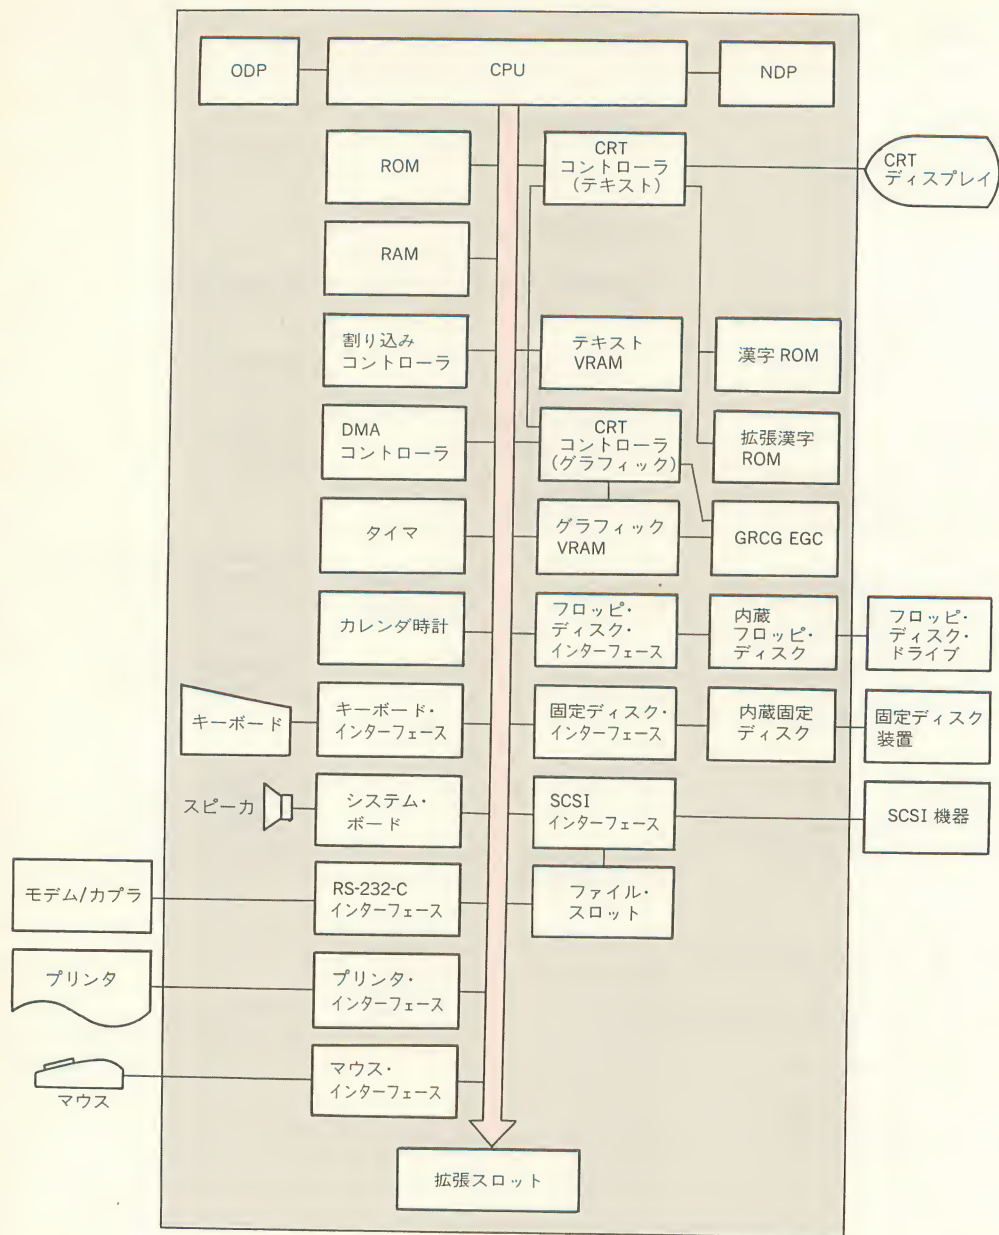 ODP
CPU
NDP
ROM
CRT
コントローラ
(テキスト)
CRT
ディスプレイ
RAM
割り込み
コントローラ
テキスト
VRAM
漢字 ROM
DMA
コントローラ
CRT
コントローラ
(グラフィック)
拡張漢字
ROM
タイマ
グラフィック
VRAM
GRCG EGC
カレンダ時計
フロッピ・
ディスク・
インターフェース
内蔵
フロッピ・
ディスク
フロッピ・
ディスク・
ドライブ
キーボード
キーボード・
インターフェース
固定ディスク・
インターフェース
内蔵固定
ディスク
固定ディスク
装置
スピーカ
システム・
ボード
SCSI
インターフェース
SCSI 機器
モデム/カプラ
RS-232-C
インターフェース
ファイル・
スロット
プリンタ
プリンタ・
インターフェース
マウス
マウス・
インターフェース
拡張スロット